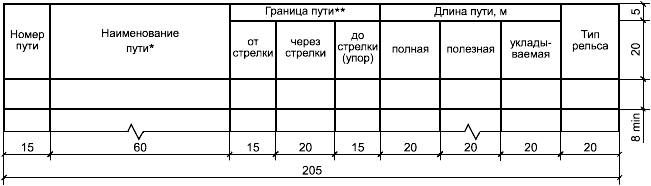 Номер
пути
Наименование
пути*
Граница пути**
от
стрелки
через
стрелки
до
стрелки
(упор)
Длина пути, м
полная
полезная
уклады-
ваемая
Тип
рельса
5
20
8 min
15
60
15
20
15
20
20
20
20
205